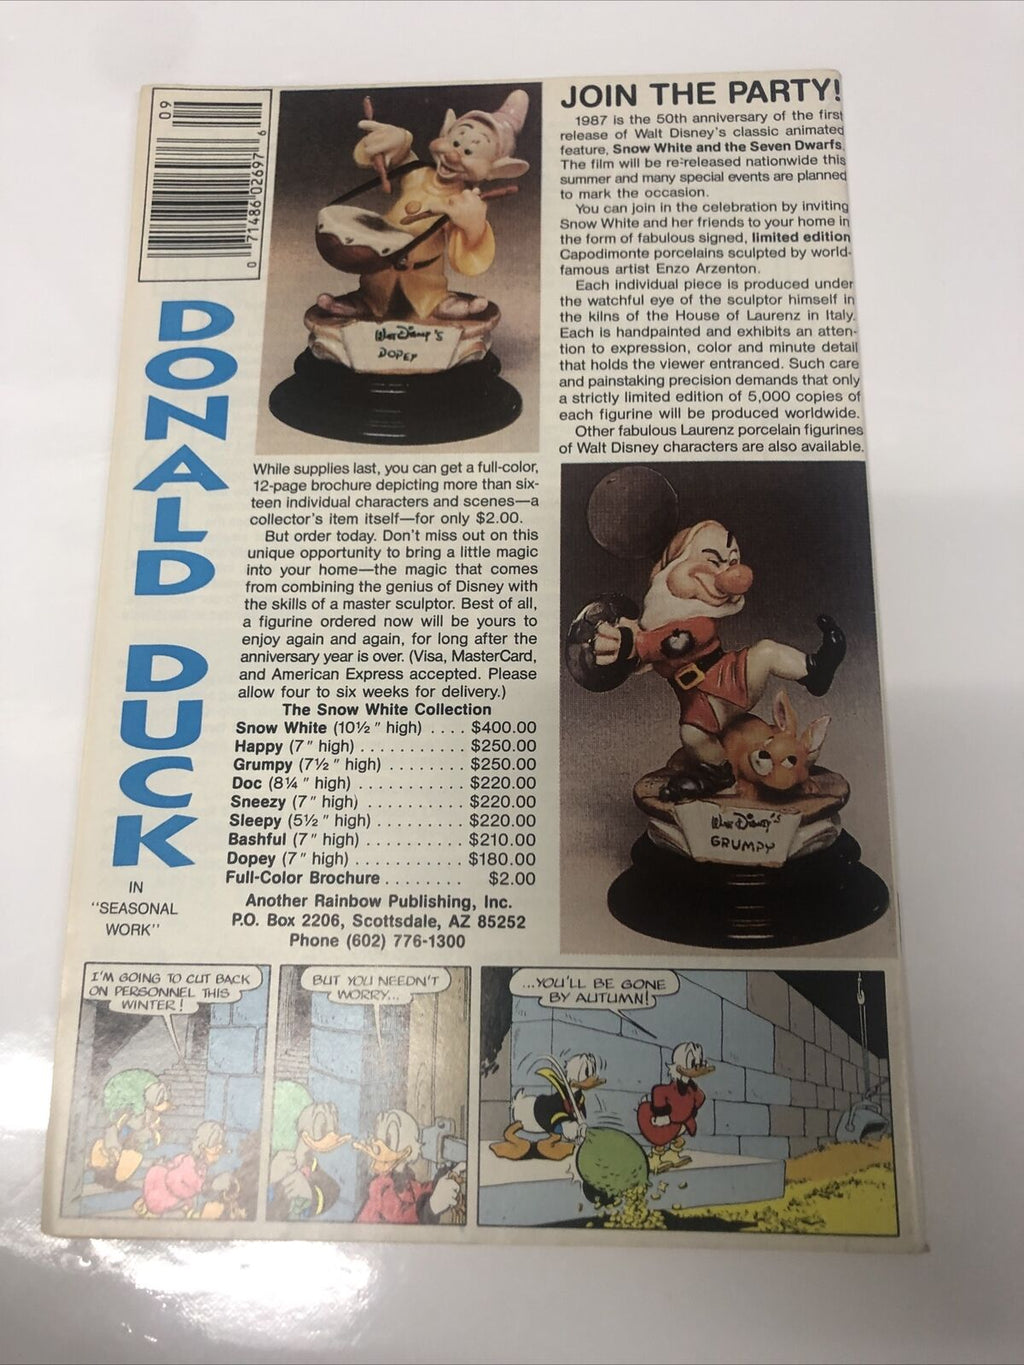 09
0 71486 02697 6
DONALD DUCK
IN
"SEASONAL
WORK"
Walt Disney's
DOPEY
JOIN THE PARTY!
1987 is the 50th anniversary of the first
release of Walt Disney's classic animated
feature, Snow White and the Seven Dwarfs.
The film will be re-released nationwide this
summer and many special events are planned
to mark the occasion.
You can join in the celebration by inviting
Snow White and her friends to your home in
the form of fabulous signed, limited edition
Capodimonte porcelains sculpted by world-
famous artist Enzo Arzenton.
Each individual piece is produced under
the watchful eye of the sculptor himself in
the kilns of the House of Laurenz in Italy.
Each is handpainted and exhibits an atten-
tion to expression, color and minute detail
that holds the viewer entranced. Such care
and painstaking precision demands that only
a strictly limited edition of 5,000 copies of
each figurine will be produced worldwide.
Other fabulous Laurenz porcelain figurines
of Walt Disney characters are also available.
While supplies last, you can get a full-color,
12-page brochure depicting more than six-
teen individual characters and scenes—a
collector's item itself—for only $2.00.
But order today. Don't miss out on this
unique opportunity to bring a little magic
into your home—the magic that comes
from combining the genius of Disney with
the skills of a master sculptor. Best of all,
a figurine ordered now will be yours to
enjoy again and again, for long after the
anniversary year is over. (Visa, MasterCard,
and American Express accepted. Please
allow four to six weeks for delivery.)
The Snow White Collection
Snow White (10½" high) .... $400.00
Happy (7" high) ........... $250.00
Grumpy (7½" high) ........ $250.00
Doc (8¼" high) ........... $220.00
Sneezy (7" high) .......... $220.00
Sleepy (5½" high) ......... $220.00
Bashful (7" high) .......... $210.00
Dopey (7" high) ........... $180.00
Full-Color Brochure ........ $2.00
Another Rainbow Publishing, Inc.
P.O. Box 2206, Scottsdale, AZ 85252
Phone (602) 776-1300
Walt Disney's
GRUMPY
I'M GOING TO CUT BACK
ON PERSONNEL THIS
WINTER!
BUT YOU NEEDN'T
WORRY...
...YOU'LL BE GONE
BY AUTUMN!